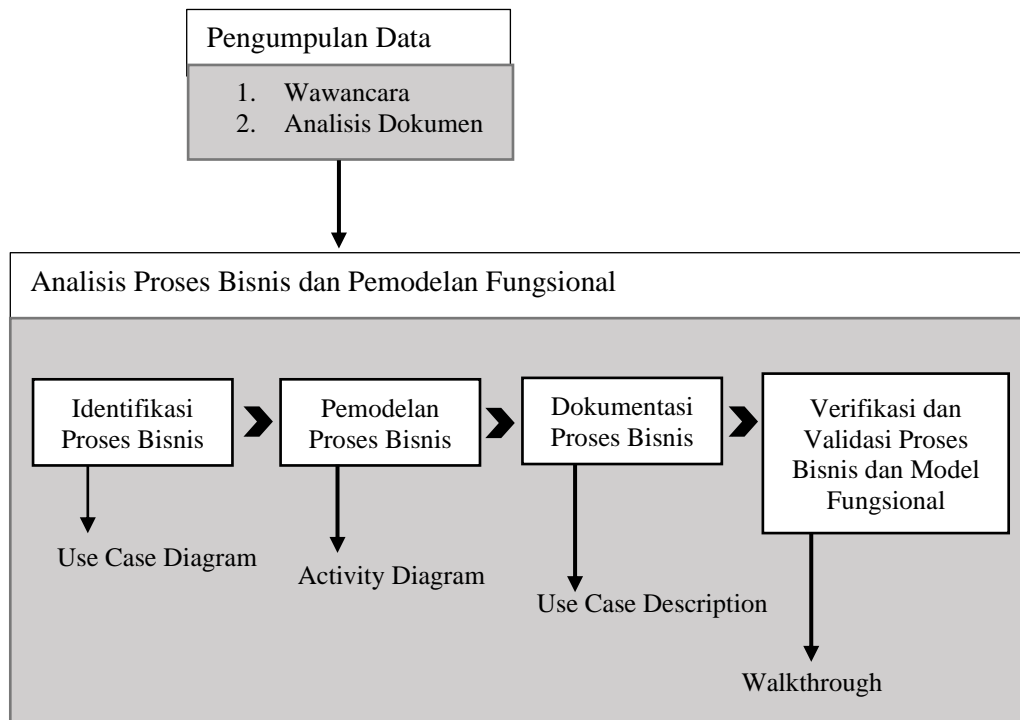 Pengumpulan Data
1. Wawancara
2. Analisis Dokumen
Analisis Proses Bisnis dan Pemodelan Fungsional
Identifikasi
Proses Bisnis
Pemodelan
Proses Bisnis
Dokumentasi
Proses Bisnis
Verifikasi dan
Validasi Proses
Bisnis dan Model
Fungsional
Use Case Diagram
Activity Diagram
Use Case Description
Walkthrough